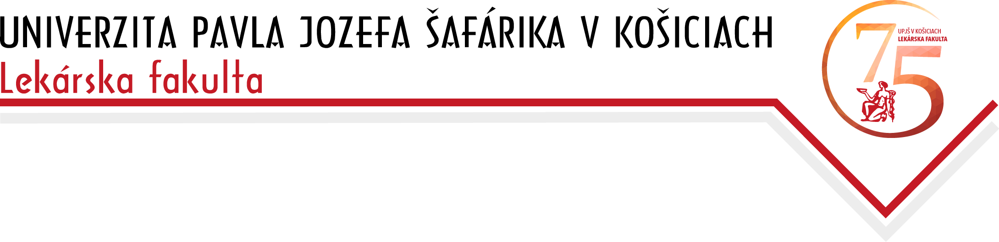 UNIVERZITA PAVLA JOZEFA ŠAFÁRIKA V KOŠICIACH
Lekárska fakulta
75
UPJŠ V KOŠICIACH
LEKÁRSKA FAKULTA